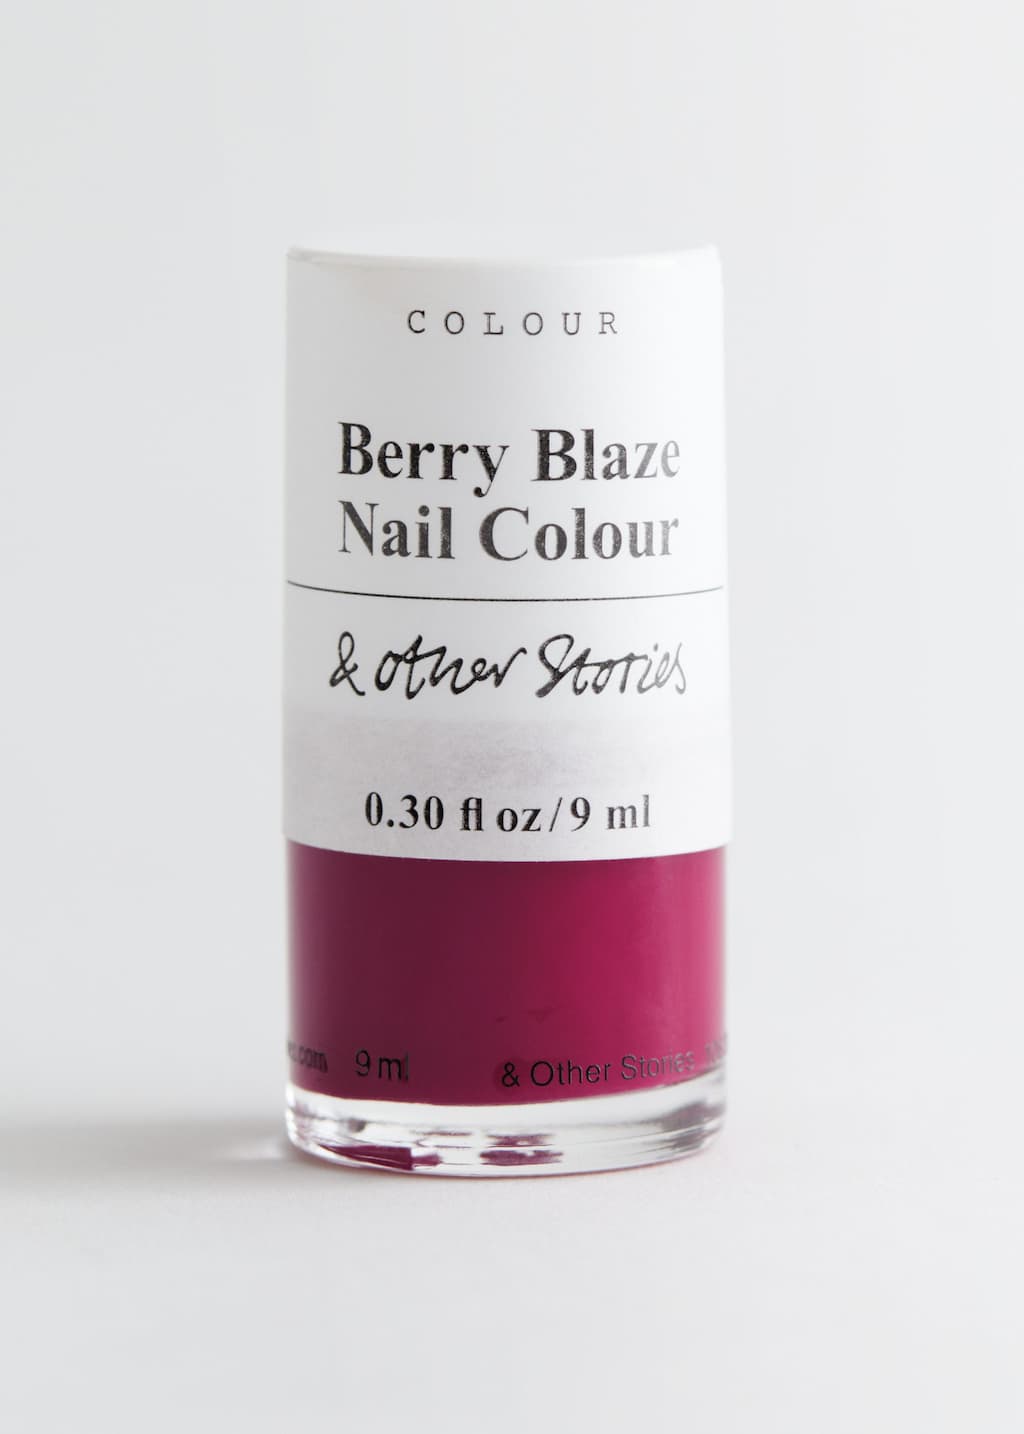 COLOUR
Berry Blaze
Nail Colour
& other Stories
0.30 fl oz/9 ml
9 ml & Other Stories